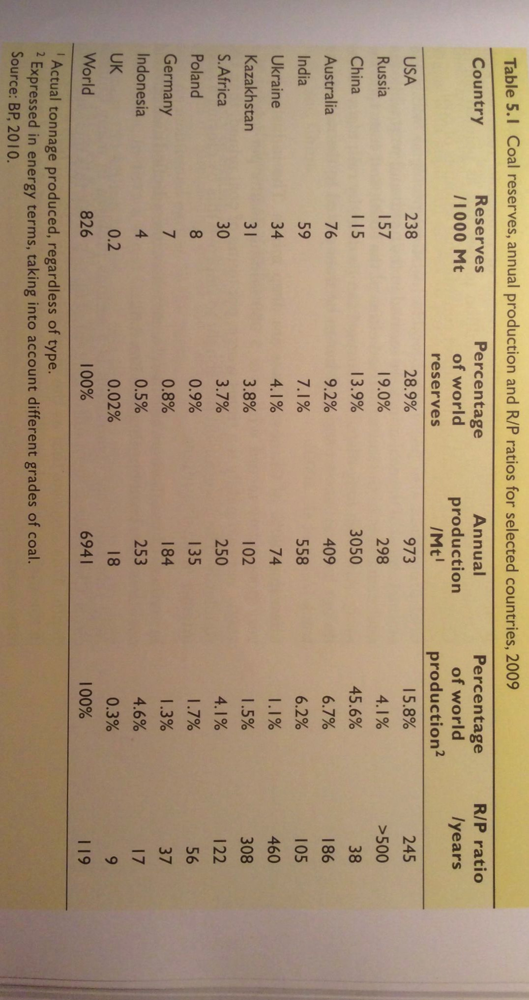 Table 5.1 Coal reserves, annual production and R/P ratios for selected countries, 2009
Country Reserves Percentage Annual Percentage R/P ratio
/1000 Mt of world production of world /years
reserves /Mt¹ production²
USA 238 28.9% 973 15.8% 245
Russia 157 19.0% 298 4.1% >500
China 115 13.9% 3050 45.6% 38
Australia 76 9.2% 409 6.7% 186
India 59 7.1% 558 6.2% 105
Ukraine 34 4.1% 74 1.1% 460
Kazakhstan 31 3.8% 102 1.5% 308
S.Africa 30 3.7% 250 4.1% 122
Poland 8 0.9% 135 1.7% 56
Germany 7 0.8% 184 1.3% 37
Indonesia 4 0.5% 253 4.6% 17
UK 0.2 0.02% 18 0.3% 9
World 826 100% 6941 100% 119
¹ Actual tonnage produced, regardless of type.
² Expressed in energy terms, taking into account different grades of coal.
Source: BP, 2010.